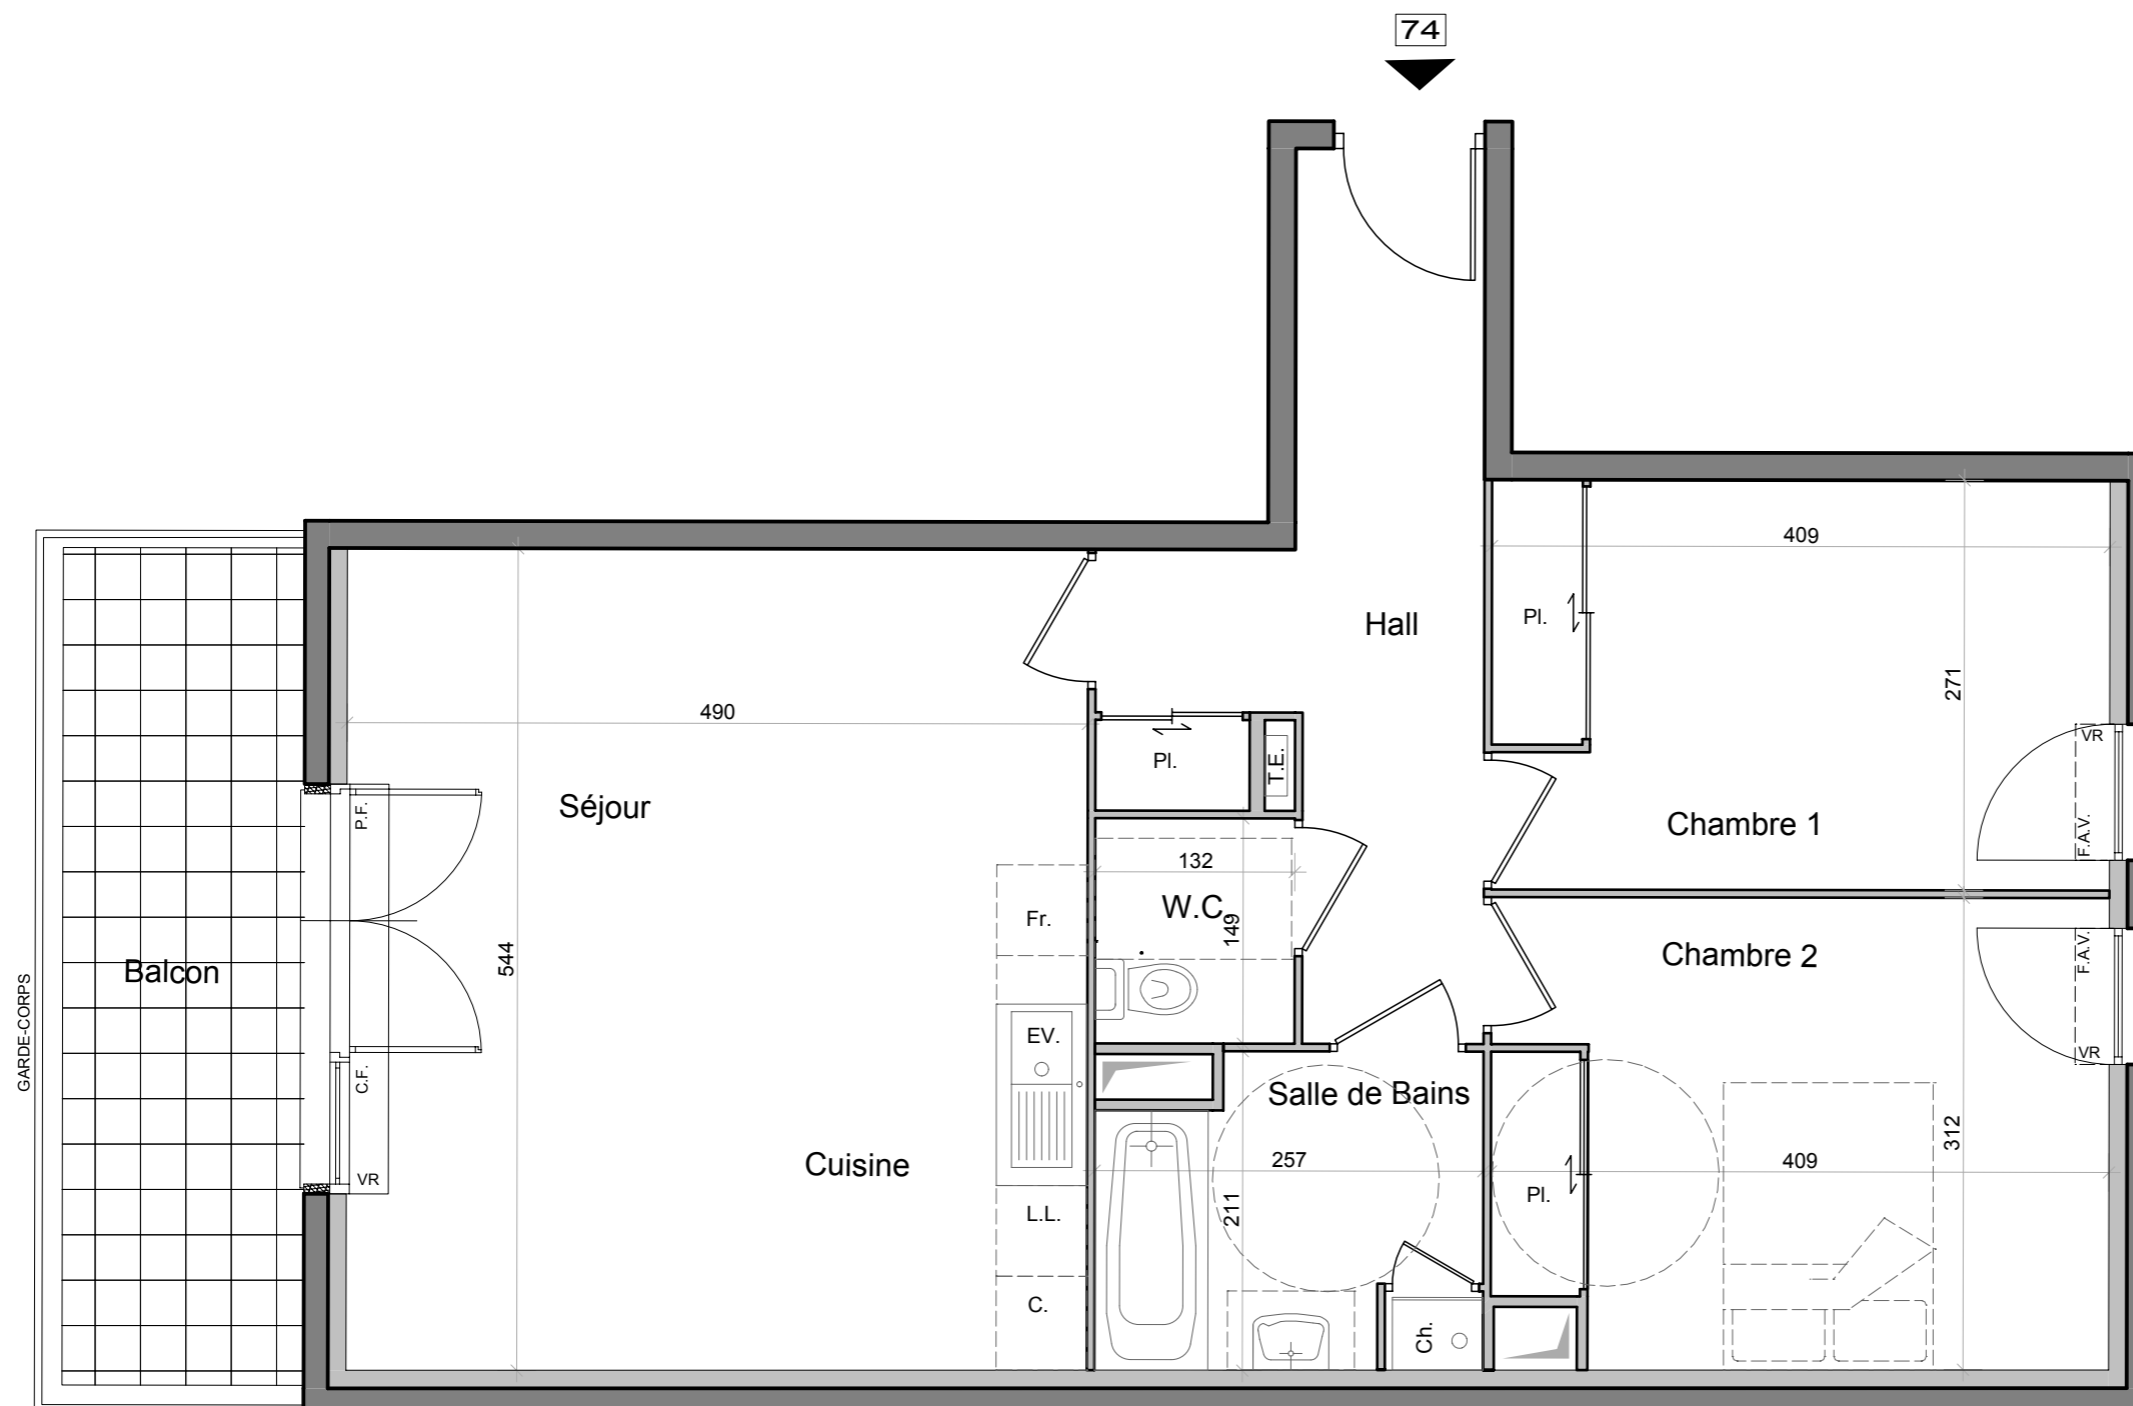 74
409
Pl.
Hall
271
490
Pl.
T.E.
VR
Séjour
P.F.
Chambre 1
F.A.V.
132
W.C.
149
Fr.
544
Balcon
Chambre 2
F.A.V.
GARDE-CORPS
EV.
VR
C.F.
Salle de Bains
312
Cuisine
257
409
VR
Pl.
211
L.L.
C.
Ch.